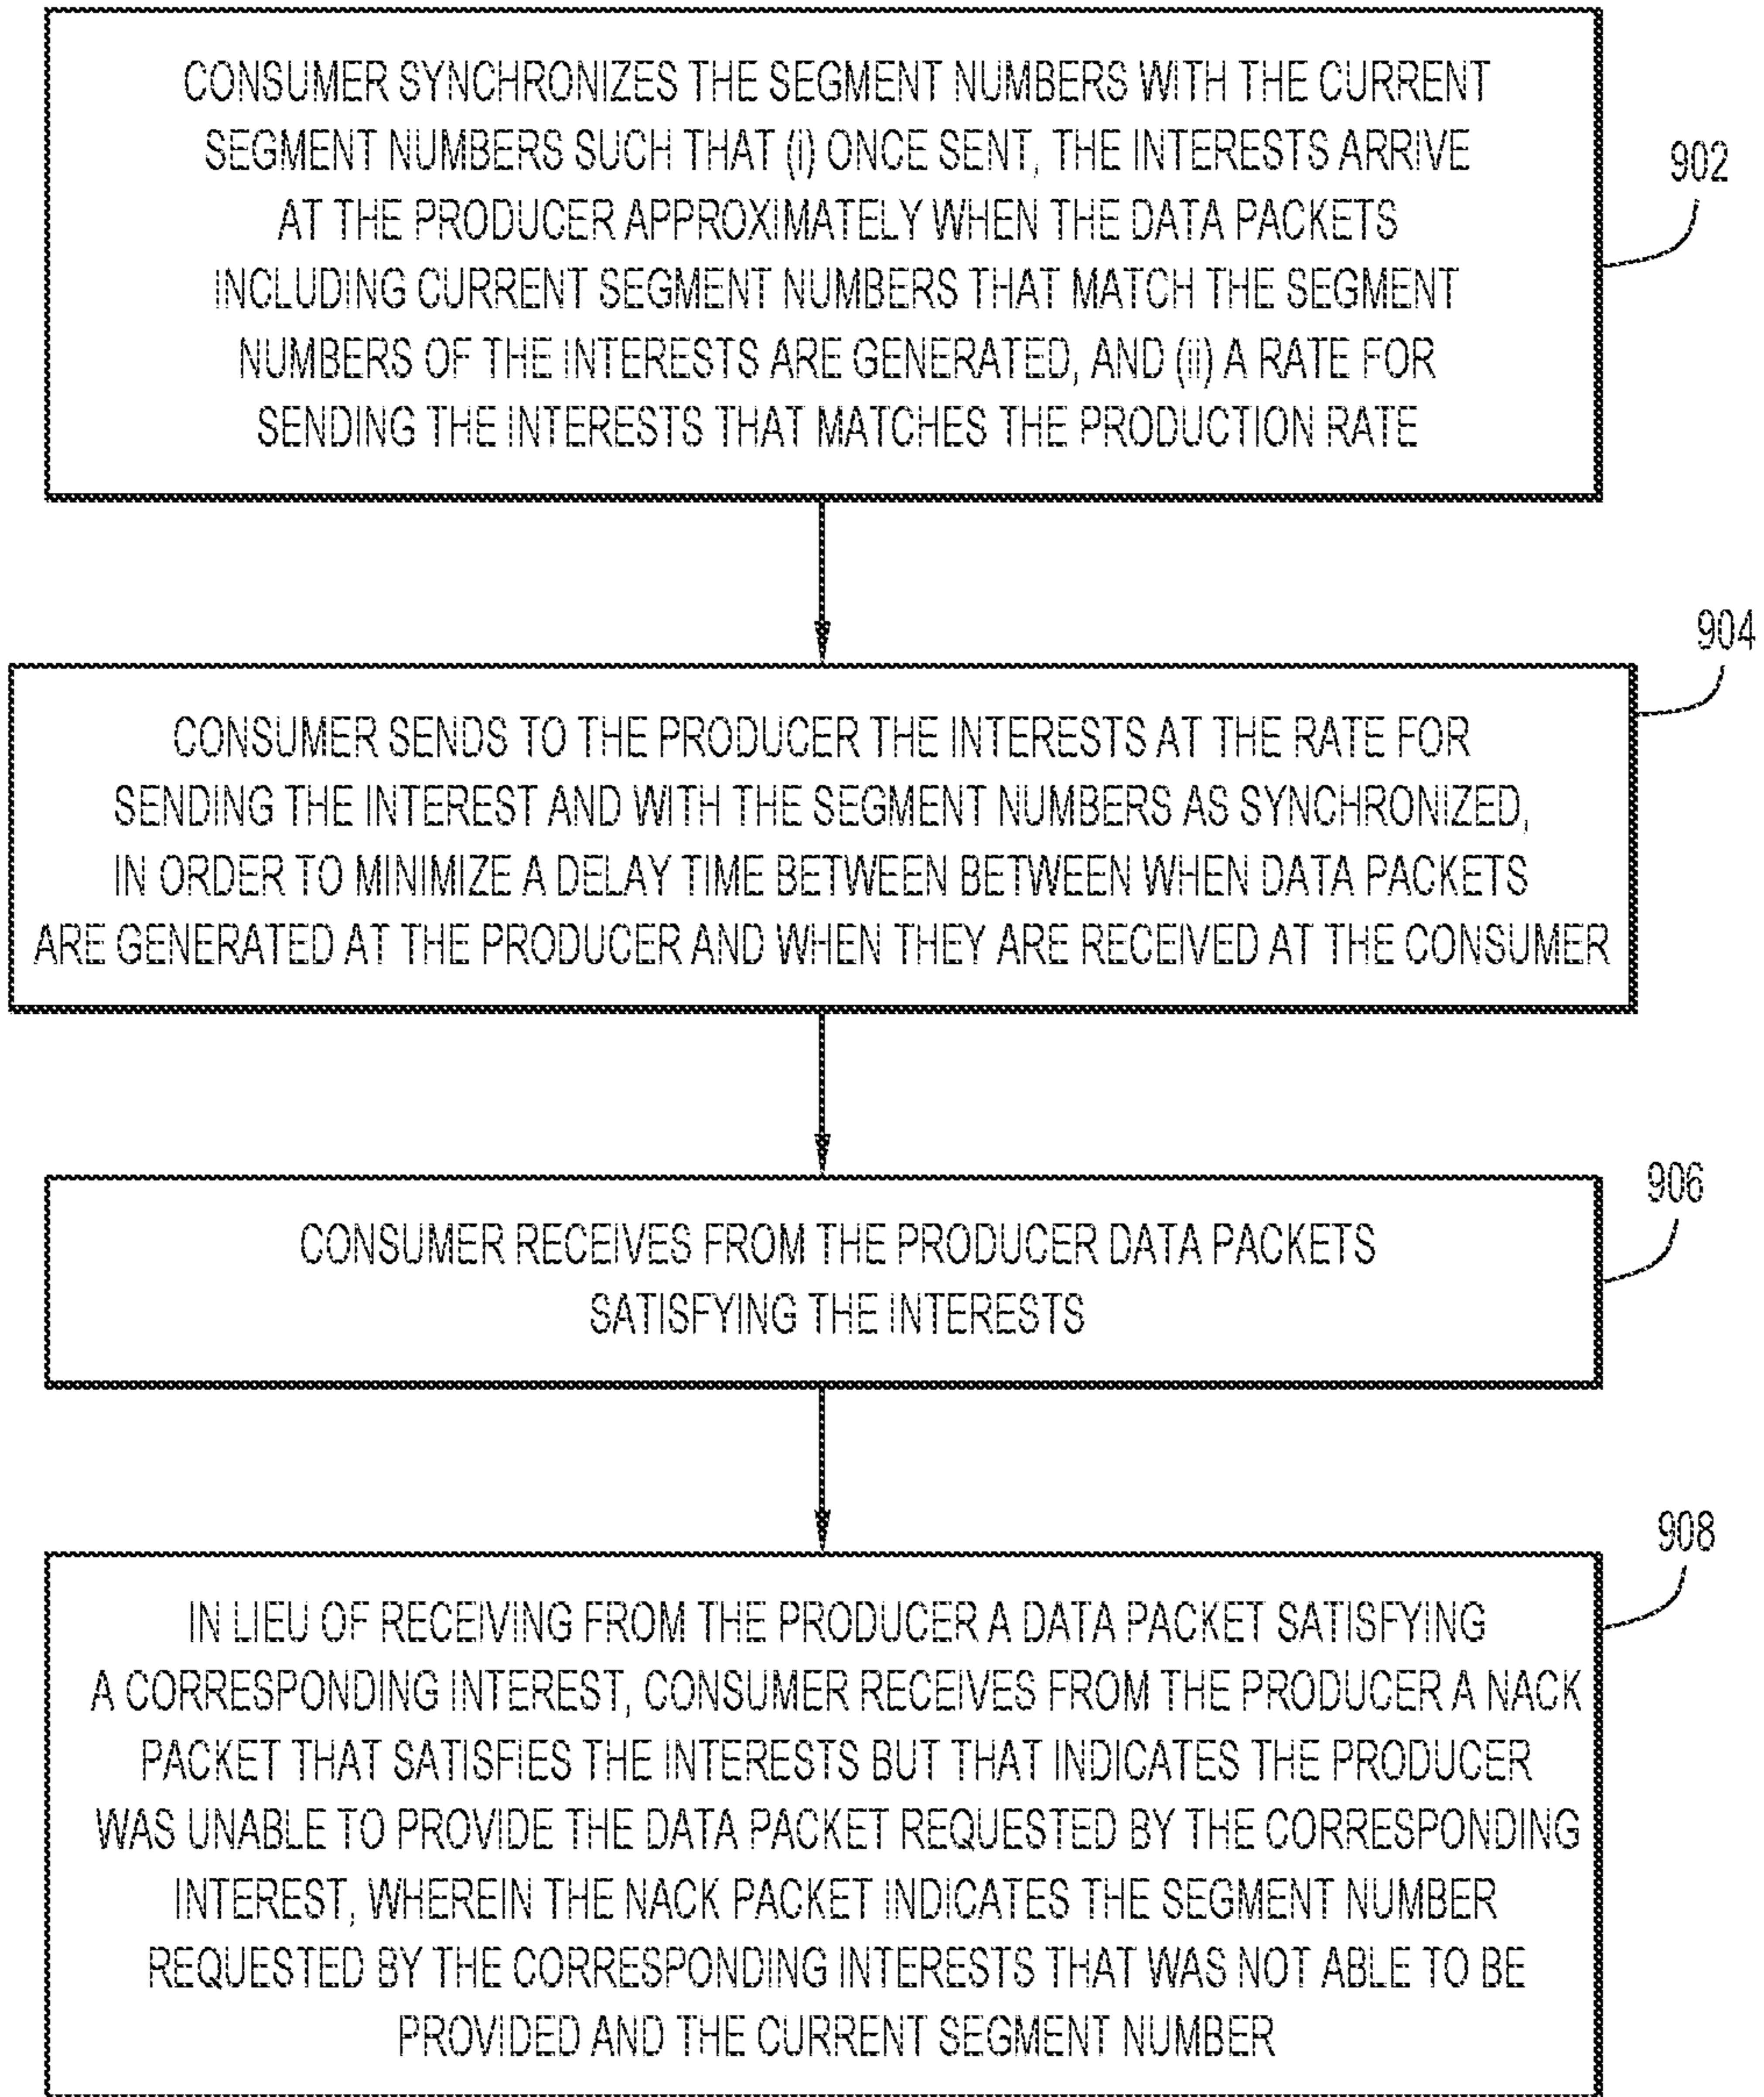 CONSUMER SYNCHRONIZES THE SEGMENT NUMBERS WITH THE CURRENT
SEGMENT NUMBERS SUCH THAT (i) ONCE SENT, THE INTERESTS ARRIVE
AT THE PRODUCER APPROXIMATELY WHEN THE DATA PACKETS
INCLUDING CURRENT SEGMENT NUMBERS THAT MATCH THE SEGMENT
NUMBERS OF THE INTERESTS ARE GENERATED, AND (ii) A RATE FOR
SENDING THE INTERESTS THAT MATCHES THE PRODUCTION RATE
902
904
CONSUMER SENDS TO THE PRODUCER THE INTERESTS AT THE RATE FOR
SENDING THE INTEREST AND WITH THE SEGMENT NUMBERS AS SYNCHRONIZED,
IN ORDER TO MINIMIZE A DELAY TIME BETWEEN BETWEEN WHEN DATA PACKETS
ARE GENERATED AT THE PRODUCER AND WHEN THEY ARE RECEIVED AT THE CONSUMER
906
CONSUMER RECEIVES FROM THE PRODUCER DATA PACKETS
SATISFYING THE INTERESTS
908
IN LIEU OF RECEIVING FROM THE PRODUCER A DATA PACKET SATISFYING
A CORRESPONDING INTEREST, CONSUMER RECEIVES FROM THE PRODUCER A NACK
PACKET THAT SATISFIES THE INTERESTS BUT THAT INDICATES THE PRODUCER
WAS UNABLE TO PROVIDE THE DATA PACKET REQUESTED BY THE CORRESPONDING
INTEREST, WHEREIN THE NACK PACKET INDICATES THE SEGMENT NUMBER
REQUESTED BY THE CORRESPONDING INTERESTS THAT WAS NOT ABLE TO BE
PROVIDED AND THE CURRENT SEGMENT NUMBER